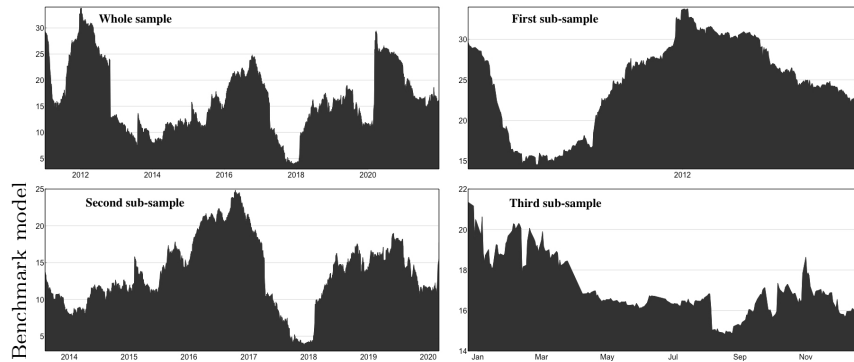 Benchmark model
Whole sample
30
25
20
15
10
5
2012 2014 2016 2018 2020
First sub-sample
30
25
20
15
2012
Second sub-sample
25
20
15
10
5
2014 2015 2016 2017 2018 2019 2020
Third sub-sample
22
20
18
16
14
Jan Mar May Jul Sep Nov